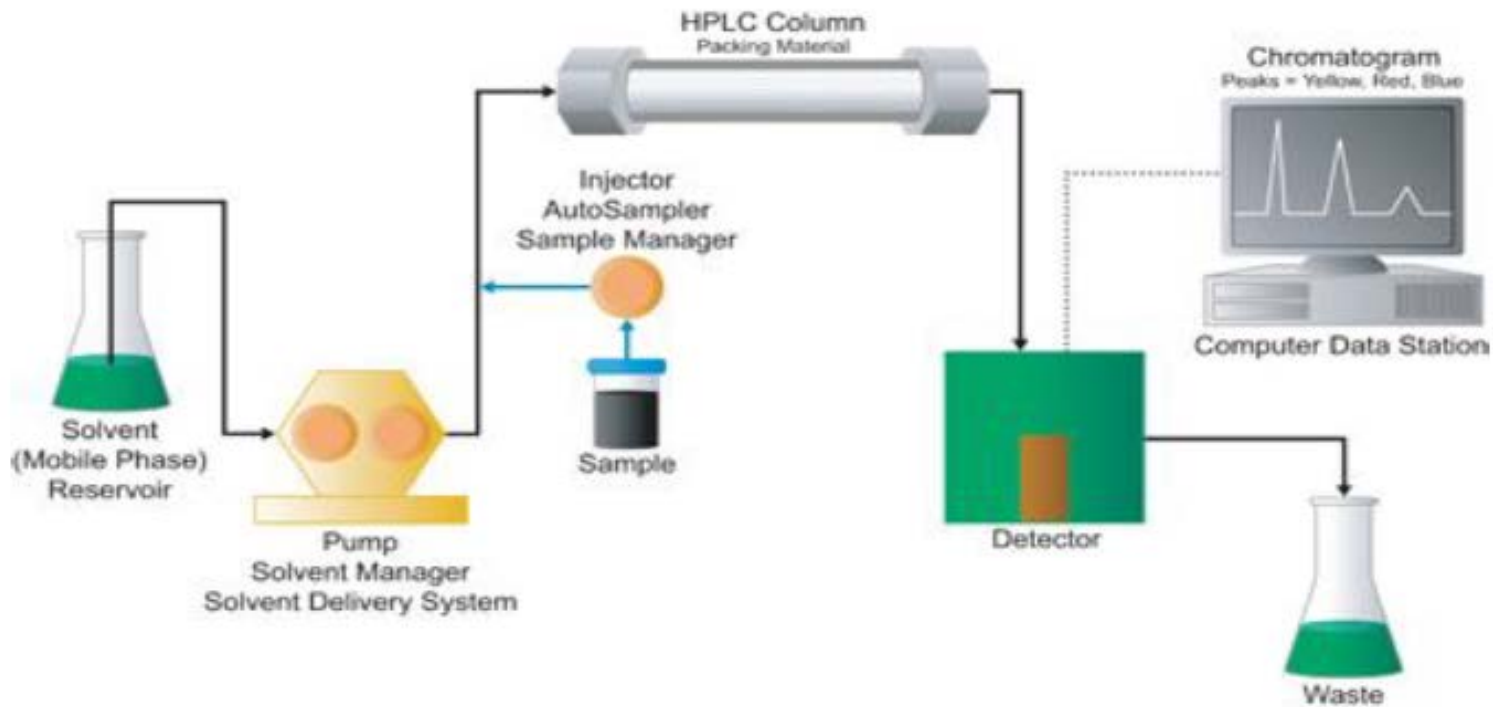 HPLC Column
Packing Material
Chromatogram
Peaks = Yellow, Red, Blue
Injector
AutoSampler
Sample Manager
Computer Data Station
Solvent
(Mobile Phase)
Reservoir
Sample
Detector
Pump
Solvent Manager
Solvent Delivery System
Waste